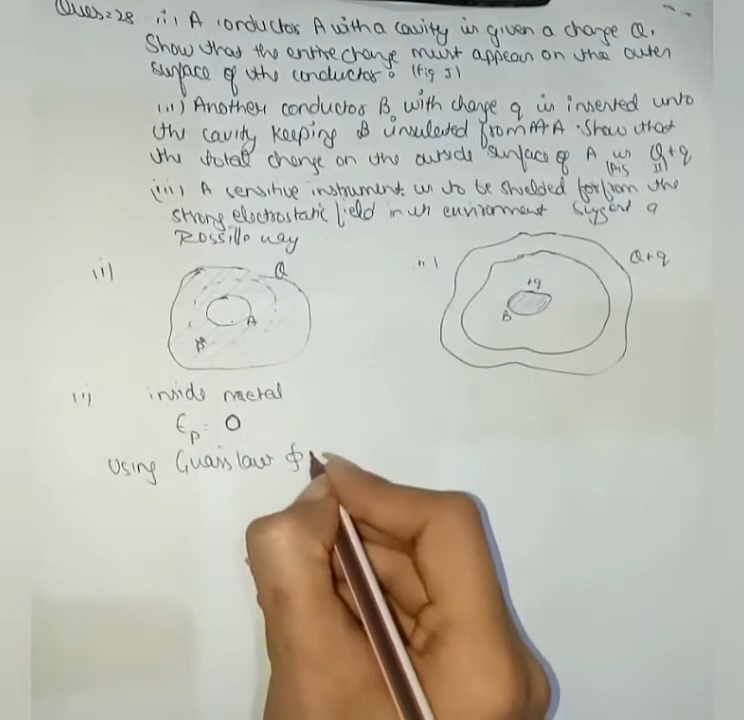 Ques:28 (i) A conductor A with a cavity is given a charge Q.
Show that the entire charge must appear on the outer
surface of the conductor. (Fig I)
(ii) Another conductor B with charge q is inserted into
the cavity keeping B insulated from A. Show that
the total charge on the outside surface of A is Q+q
(Fig II)
(iii) A sensitive instrument is to be shielded from the
strong electrostatic field in its environment Suggest a
Possible way
(i) Q
A
P
Q+q
+q
B
(i) inside metal
Ep = 0
Using Guass law ϕ